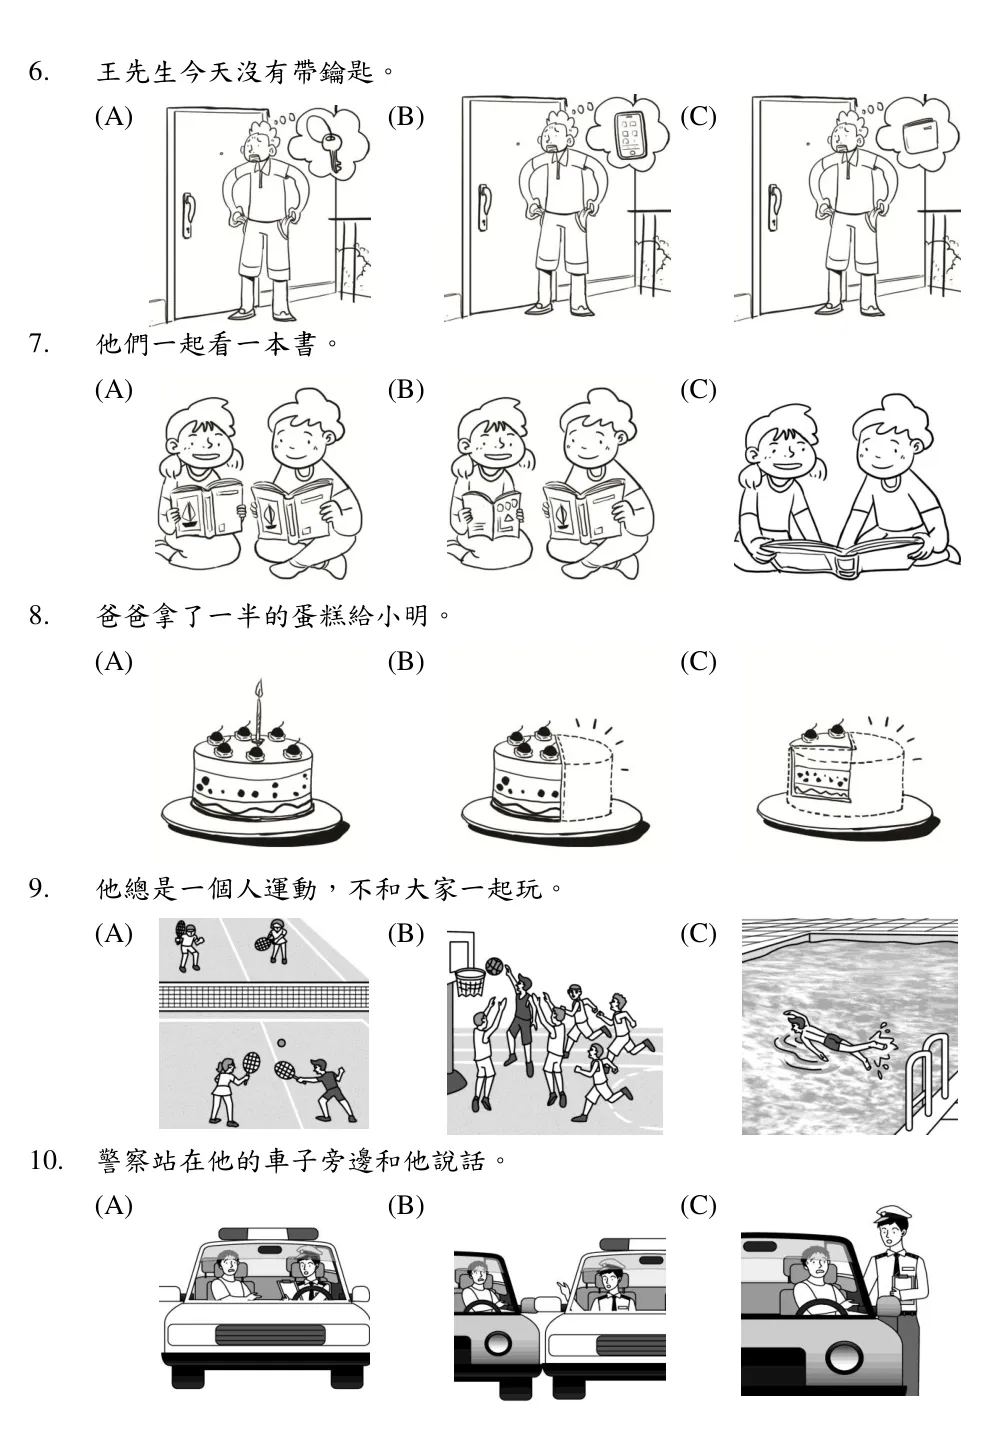 6. 王先生今天沒有帶鑰匙。
(A) (B) (C)
7. 他們一起看一本書。
(A) (B) (C)
8. 爸爸拿了一半的蛋糕給小明。
(A) (B) (C)
9. 他總是一個人運動，不和大家一起玩。
(A) (B) (C)
10. 警察站在他的車子旁邊和他說話。
(A) (B) (C)